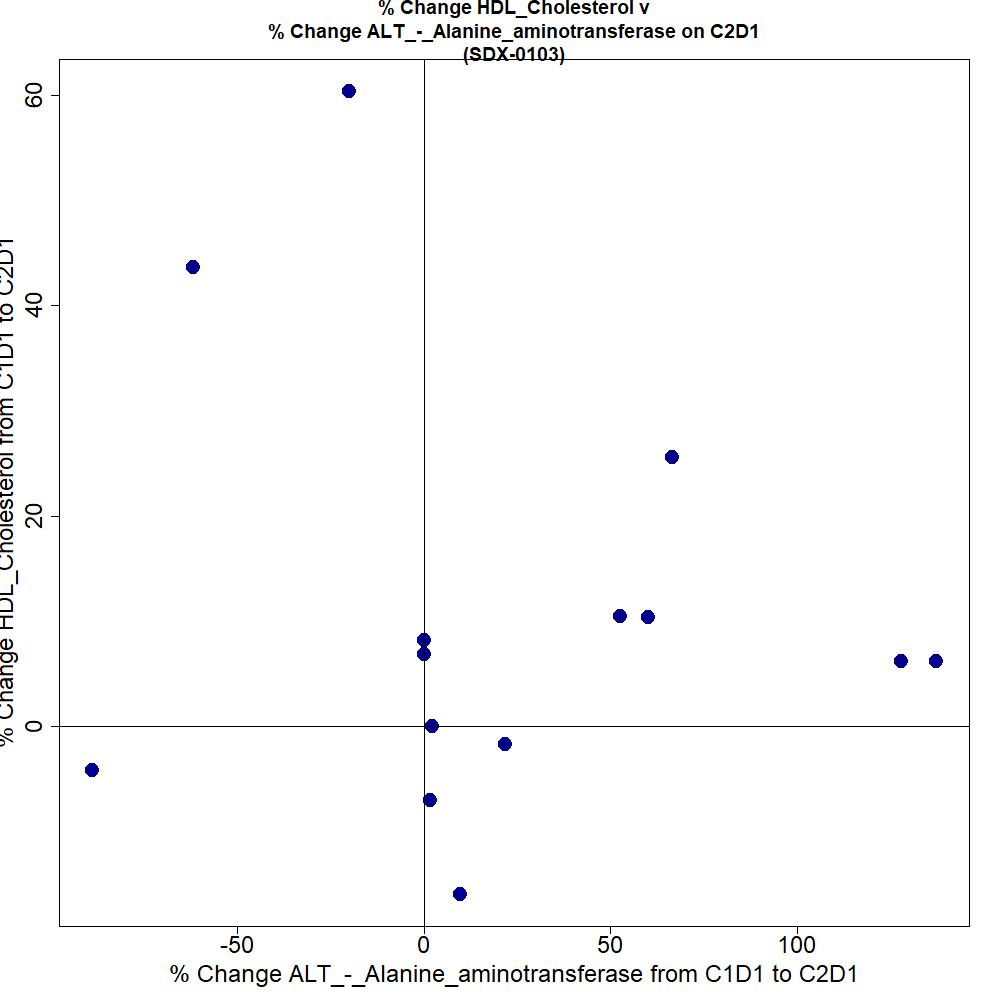 % Change HDL_Cholesterol v
% Change ALT_-_Alanine_aminotransferase on C2D1
(SDX-0103)
% Change HDL_Cholesterol from C1D1 to C2D1
60
40
20
0
-50
0
50
100
% Change ALT_-_Alanine_aminotransferase from C1D1 to C2D1